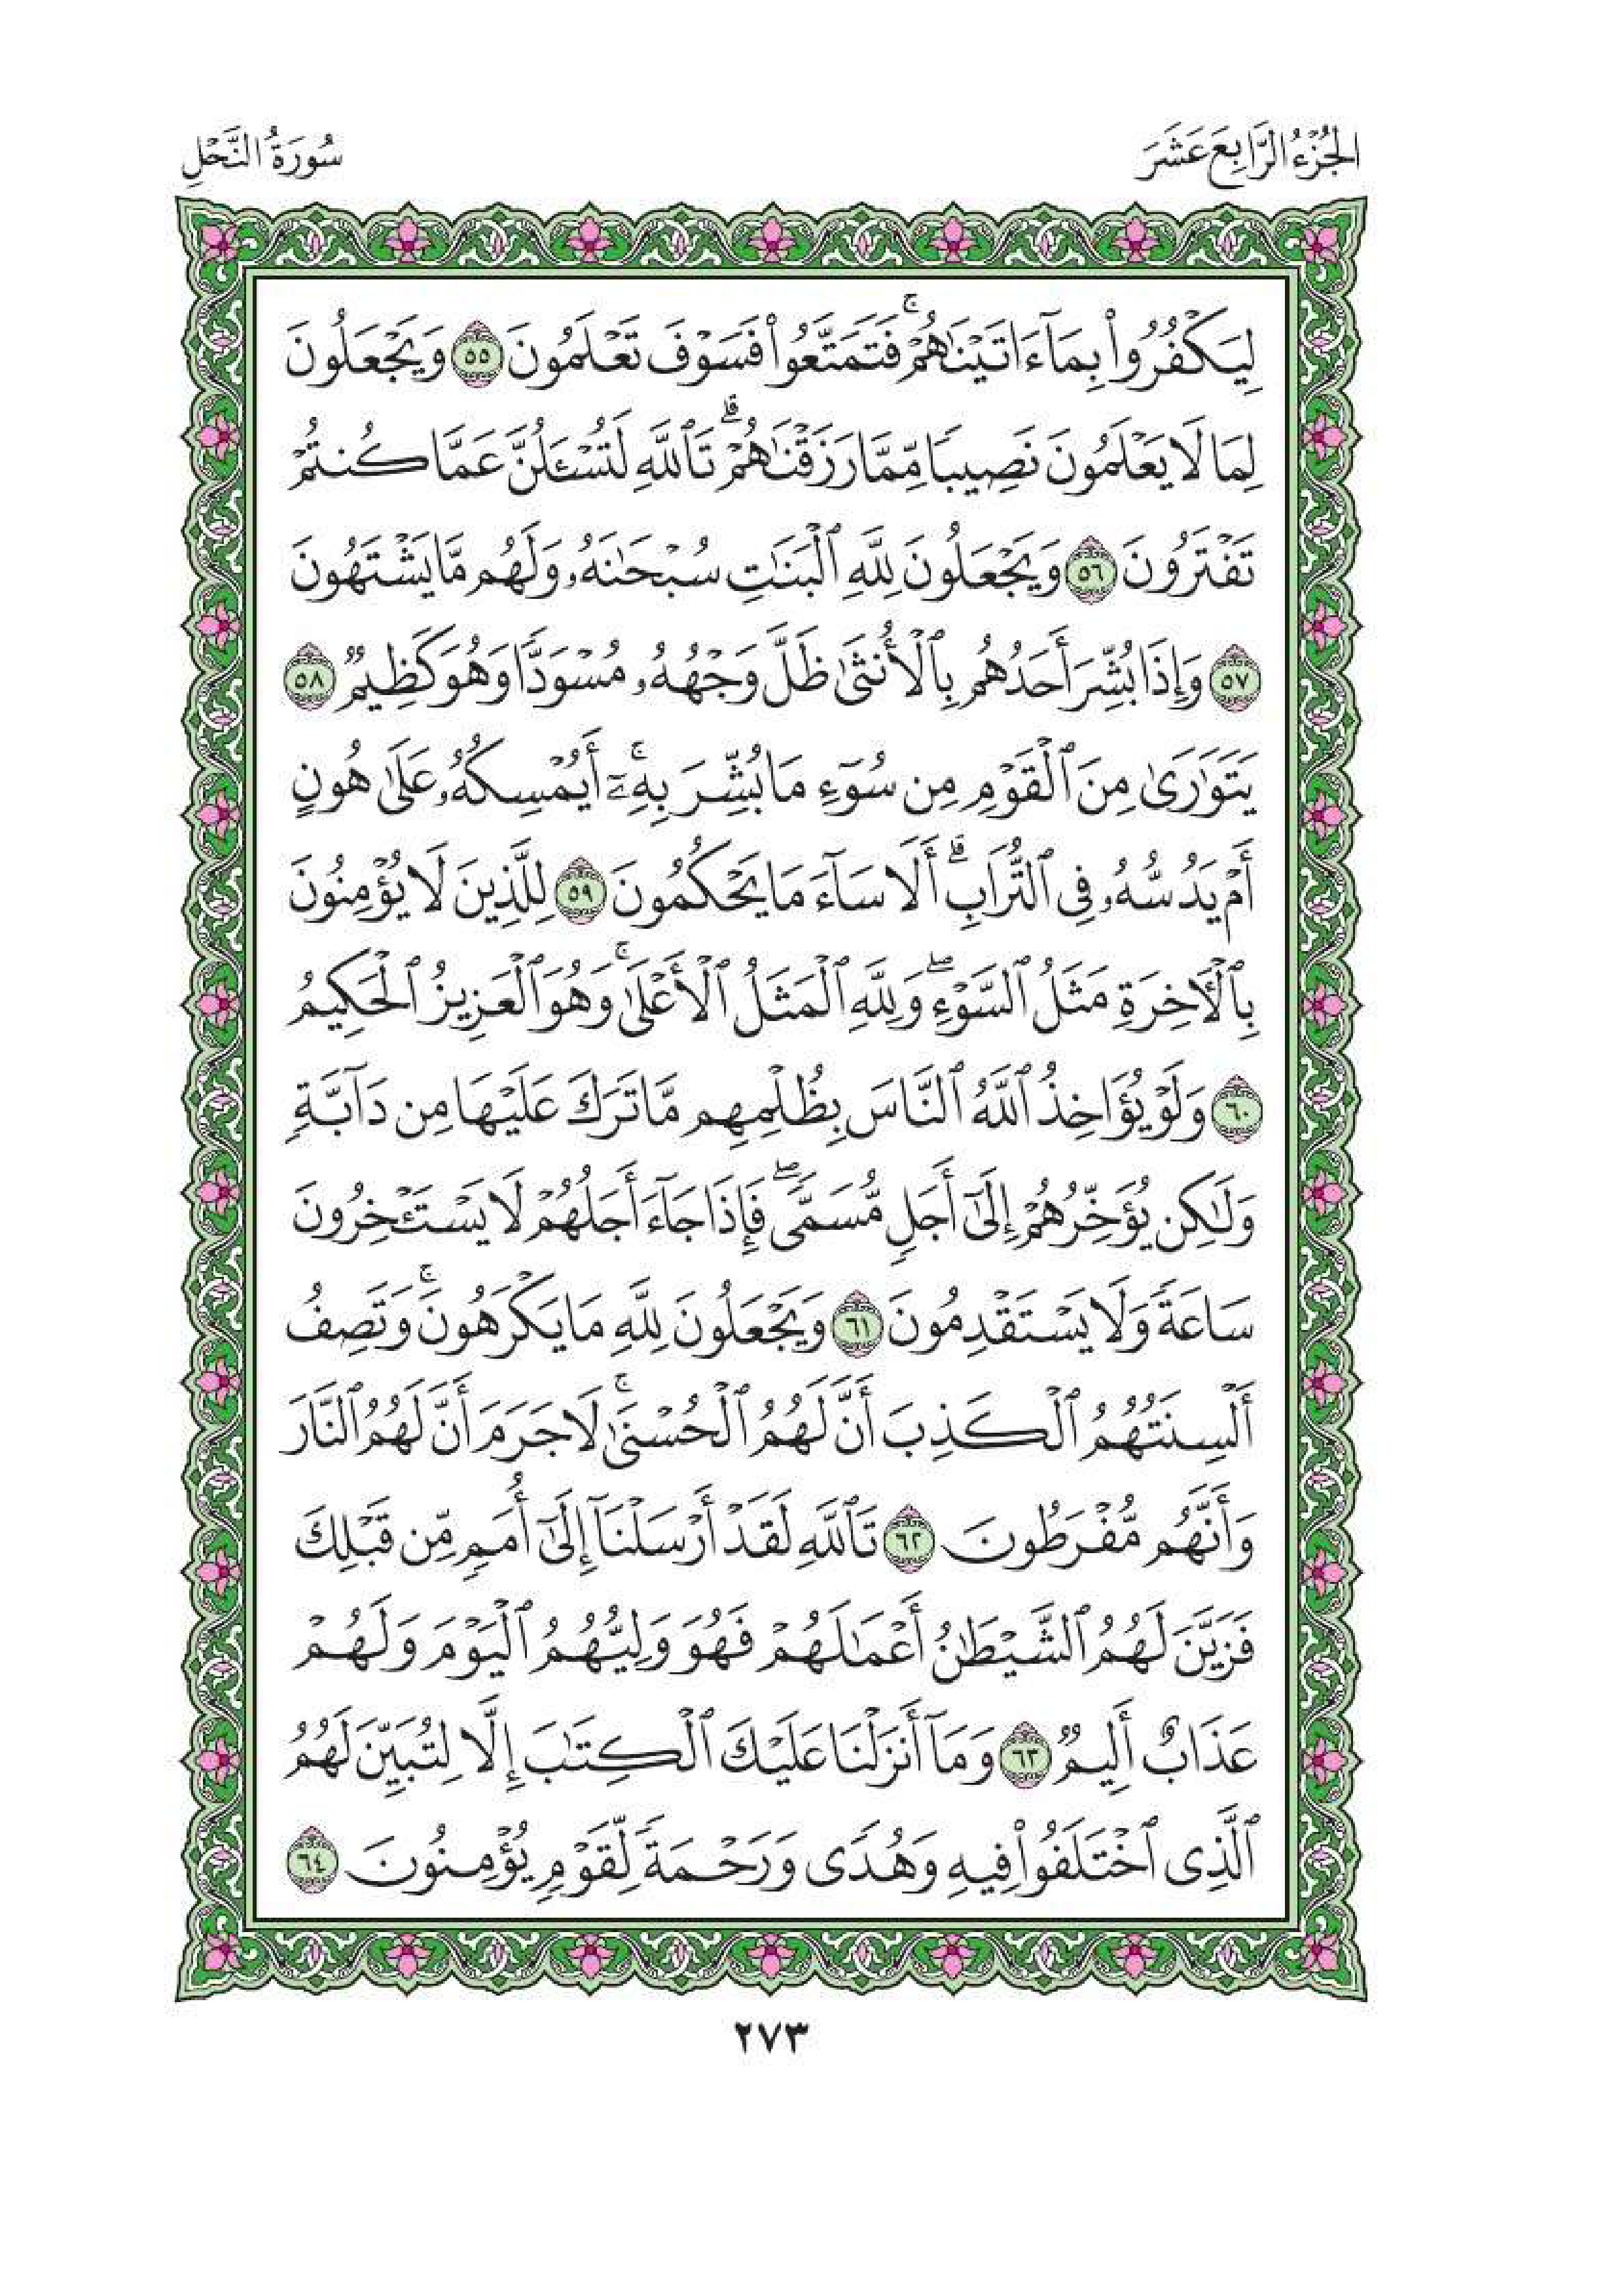 الجُزْءُ الرَّابِعَ عَشَرَ
سُورَةُ النَّحْلِ
لِيَكْفُرُوا۟ بِمَآ ءَاتَيْنَـٰهُمْ ۚ فَتَمَتَّعُوا۟ فَسَوْفَ تَعْلَمُونَ ٥٥ وَيَجْعَلُونَ
لِمَا لَا يَعْلَمُونَ نَصِيبًا مِّمَّا رَزَقْنَـٰهُمْ ۗ تَٱللَّهِ لَتُسْـَٔلُنَّ عَمَّا كُنتُمْ
تَفْتَرُونَ ٥٦ وَيَجْعَلُونَ لِلَّهِ ٱلْبَنَـٰتِ سُبْحَـٰنَهُۥ وَلَهُم مَّا يَشْتَهُونَ
٥٧ وَإِذَا بُشِّرَ أَحَدُهُم بِٱلْأُنثَىٰ ظَلَّ وَجْهُهُۥ مُسْوَدًّا وَهُوَ كَظِيمٌ ٥٨
يَتَوَٰرَىٰ مِنَ ٱلْقَوْمِ مِن سُوٓءِ مَا بُشِّرَ بِهِۦٓ ۚ أَيُمْسِكُهُۥ عَلَىٰ هُونٍ
أَمْ يَدُسُّهُۥ فِى ٱلتُّرَابِ ۗ أَلَا سَآءَ مَا يَحْكُمُونَ ٥٩ لِلَّذِينَ لَا يُؤْمِنُونَ
بِٱلْـَٔاخِرَةِ مَثَلُ ٱلسَّوْءِ ۖ وَلِلَّهِ ٱلْمَثَلُ ٱلْأَعْلَىٰ ۚ وَهُوَ ٱلْعَزِيزُ ٱلْحَكِيمُ
٦٠ وَلَوْ يُؤَاخِذُ ٱللَّهُ ٱلنَّاسَ بِظُلْمِهِم مَّا تَرَكَ عَلَيْهَا مِن دَآبَّةٍ
وَلَـٰكِن يُؤَخِّرُهُمْ إِلَىٰٓ أَجَلٍ مُّسَمًّى ۖ فَإِذَا جَآءَ أَجَلُهُمْ لَا يَسْتَـْٔخِرُونَ
سَاعَةً ۖ وَلَا يَسْتَقْدِمُونَ ٦١ وَيَجْعَلُونَ لِلَّهِ مَا يَكْرَهُونَ ۚ وَتَصِفُ
أَلْسِنَتُهُمُ ٱلْكَذِبَ أَنَّ لَهُمُ ٱلْحُسْنَىٰ ۚ لَا جَرَمَ أَنَّ لَهُمُ ٱلنَّارَ
وَأَنَّهُم مُّفْرَطُونَ ٦٢ تَٱللَّهِ لَقَدْ أَرْسَلْنَآ إِلَىٰٓ أُمَمٍ مِّن قَبْلِكَ
فَزَيَّنَ لَهُمُ ٱلشَّيْطَـٰنُ أَعْمَـٰلَهُمْ فَهُوَ وَلِيُّهُمُ ٱلْيَوْمَ وَلَهُمْ
عَذَابٌ أَلِيمٌ ٦٣ وَمَآ أَنزَلْنَا عَلَيْكَ ٱلْكِتَـٰبَ إِلَّا لِتُبَيِّنَ لَهُمُ
ٱلَّذِى ٱخْتَلَفُوا۟ فِيهِ وَهُدًى وَرَحْمَةً لِّقَوْمٍ يُؤْمِنُونَ ٦٤
٢٧٣